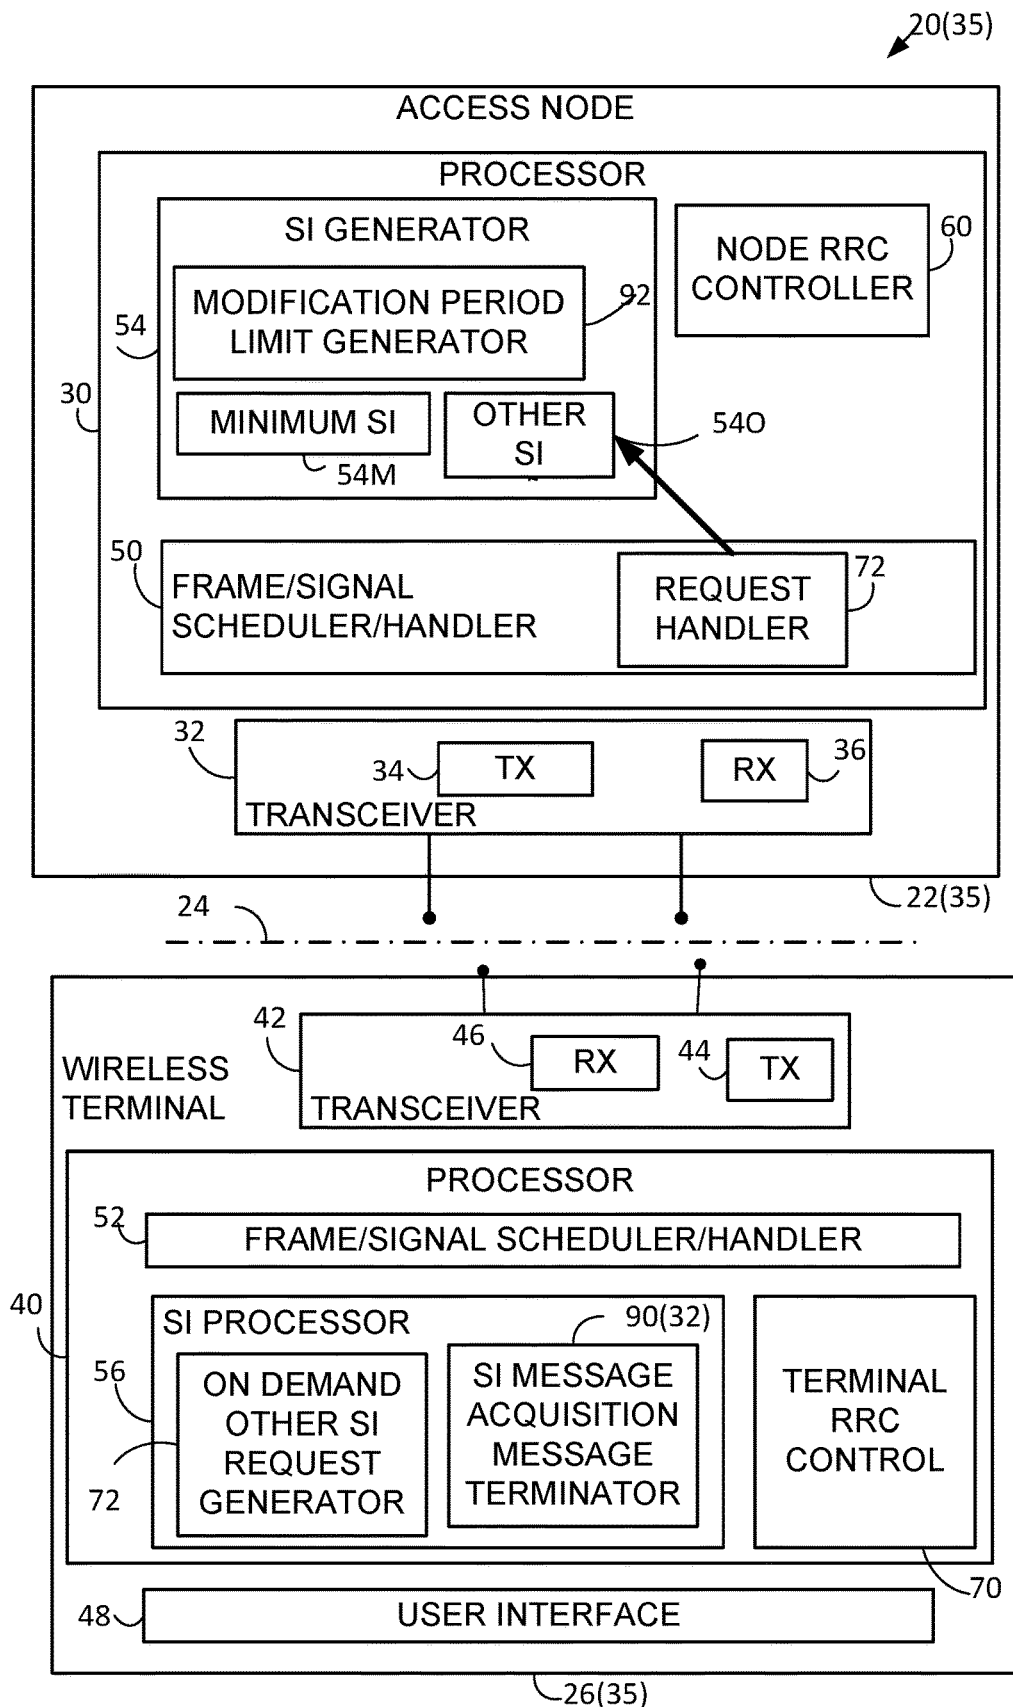 20(35)
ACCESS NODE
PROCESSOR
SI GENERATOR
NODE RRC
CONTROLLER
60
MODIFICATION PERIOD
LIMIT GENERATOR
92
54
30
MINIMUM SI
54M
OTHER
SI
54O
50
FRAME/SIGNAL
SCHEDULER/HANDLER
REQUEST
HANDLER
72
32
34
TX
RX
36
TRANSCEIVER
22(35)
24
42
46
RX
44
TX
WIRELESS
TERMINAL
TRANSCEIVER
PROCESSOR
52
FRAME/SIGNAL SCHEDULER/HANDLER
40
SI PROCESSOR
90(32)
56
ON DEMAND
OTHER SI
REQUEST
GENERATOR
72
SI MESSAGE
ACQUISITION
MESSAGE
TERMINATOR
TERMINAL
RRC
CONTROL
70
48
USER INTERFACE
26(35)